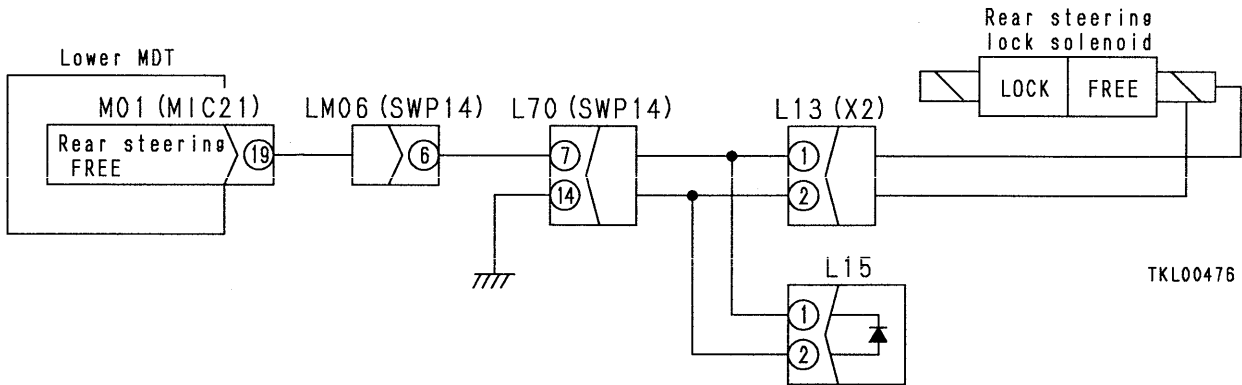 Rear steering
lock solenoid
Lower MDT
LOCK
FREE
M01 (MIC21)
LM06 (SWP14)
L70 (SWP14)
L13 (X2)
Rear steering
FREE
19
6
7
14
1
2
L15
1
2
TKL00476